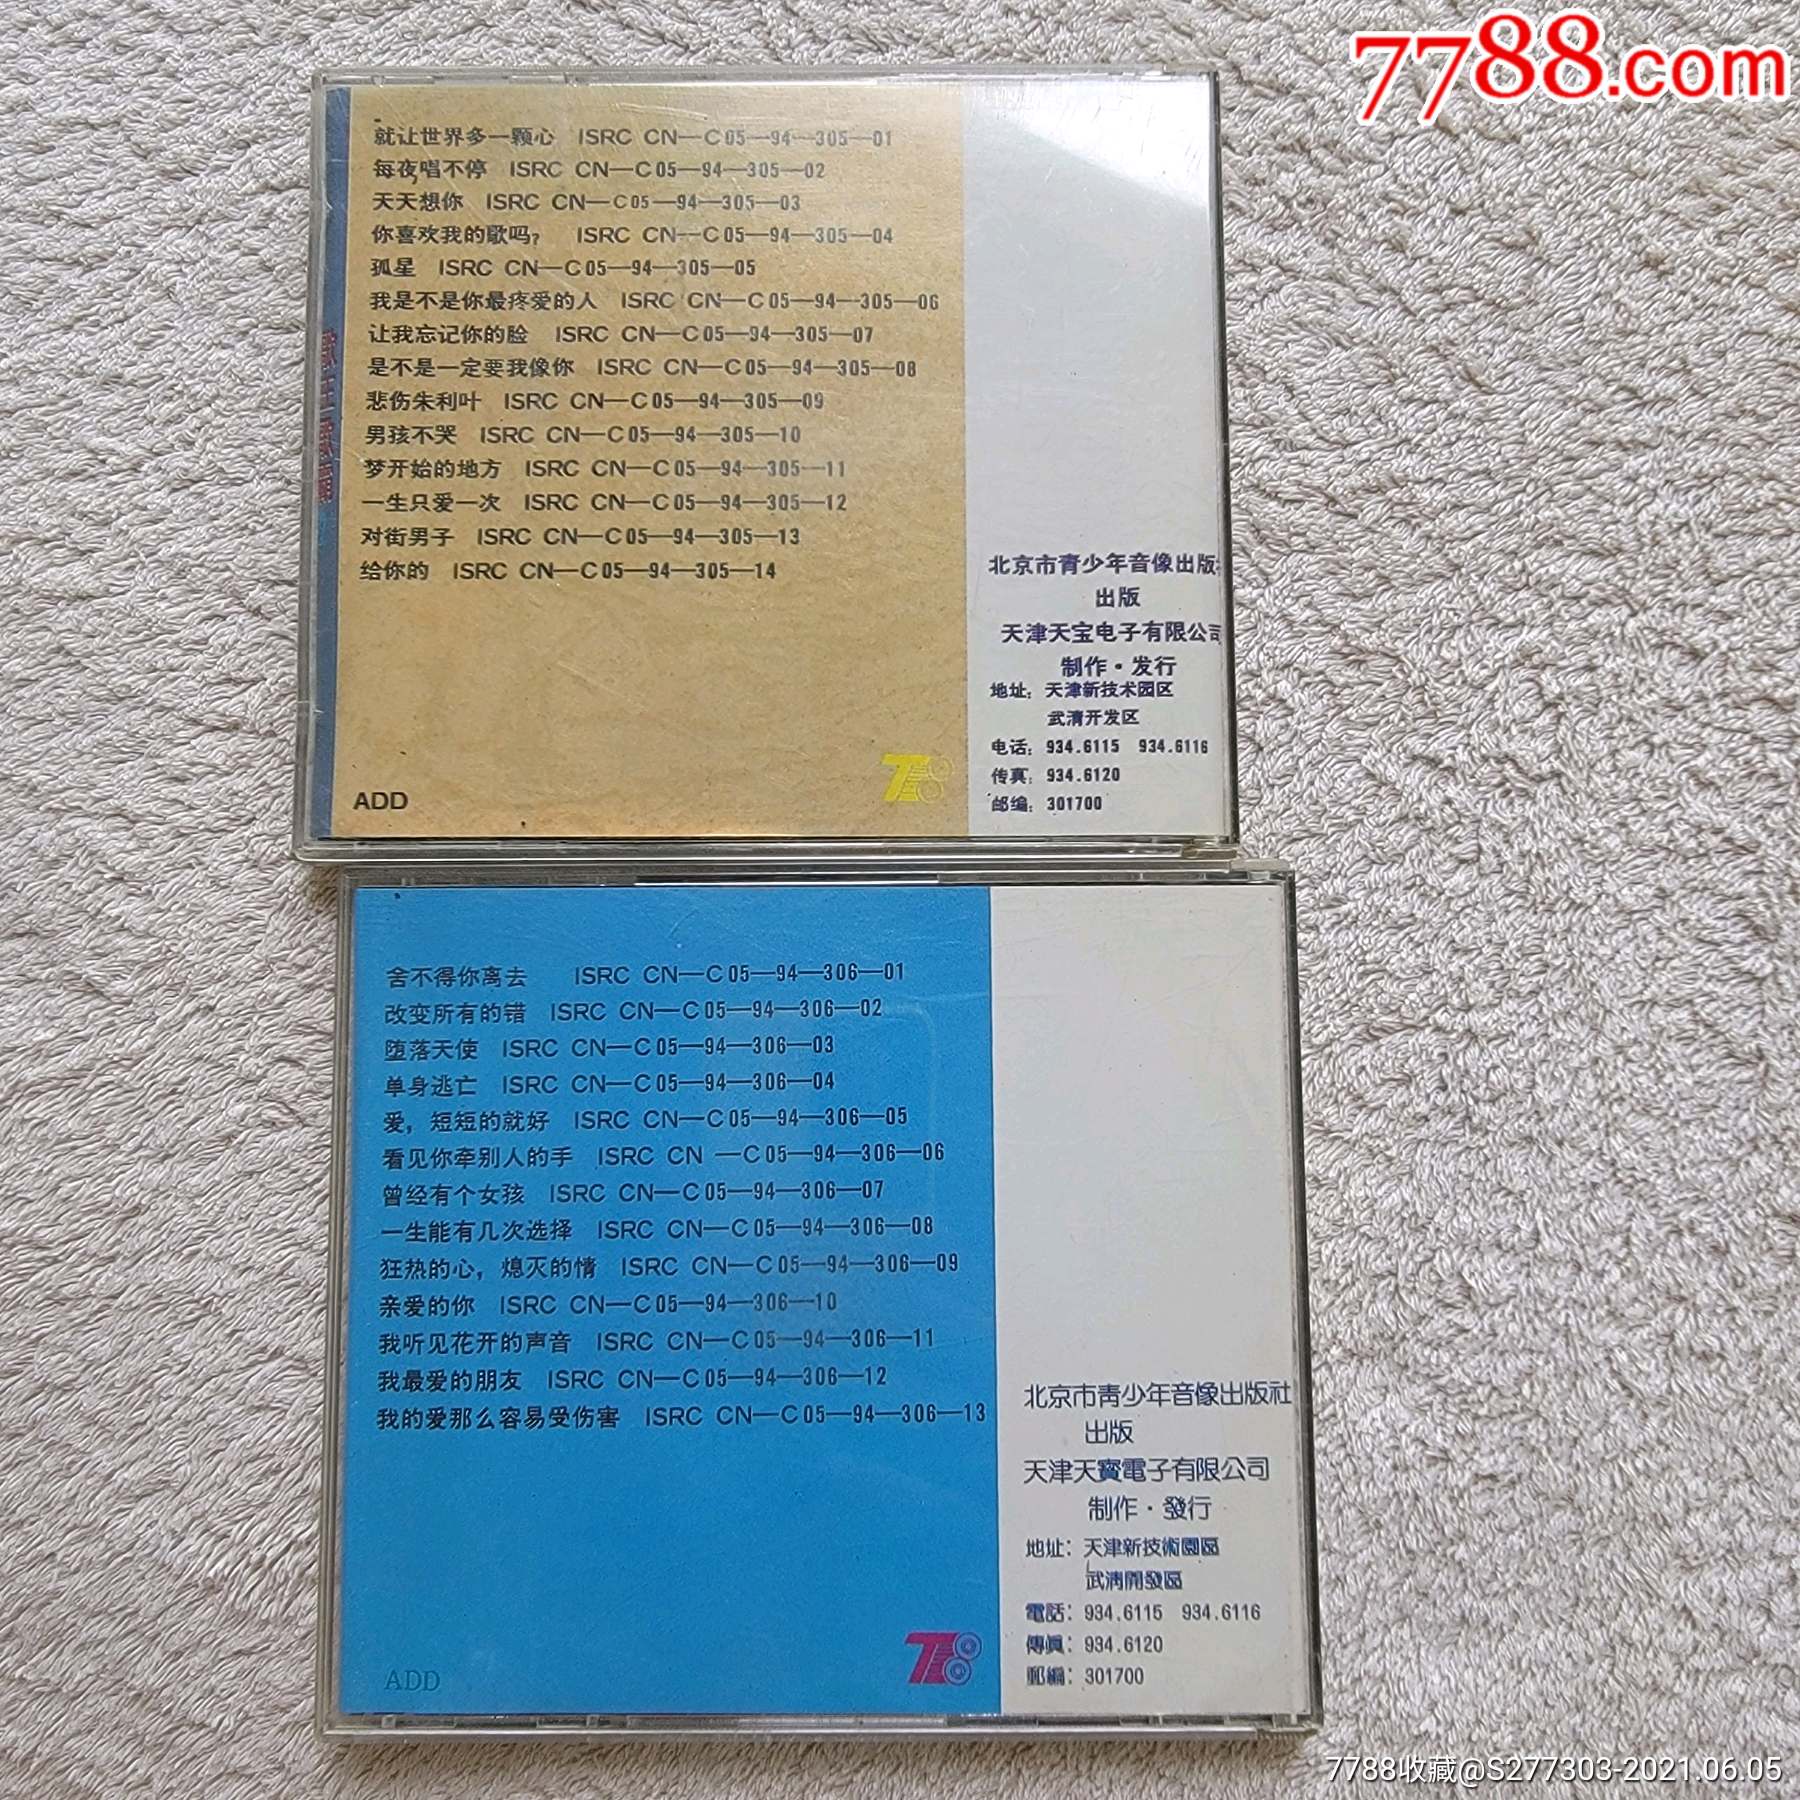 7788.com
就让世界多一颗心 ISRC CN—C05—94—305—01
每夜唱不停 ISRC CN—C05—94—305—02
天天想你 ISRC CN—C05—94—305—03
你喜欢我的歌吗？ ISRC CN—C05—94—305—04
孤星 ISRC CN—C05—94—305—05
我是不是你最疼爱的人 ISRC CN—C05—94—305—06
让我忘记你的脸 ISRC CN—C05—94—305—07
是不是一定要我像你 ISRC CN—C05—94—305—08
悲伤朱利叶 ISRC CN—C05—94—305—09
男孩不哭 ISRC CN—C05—94—305—10
梦开始的地方 ISRC CN—C05—94—305—11
一生只爱一次 ISRC CN—C05—94—305—12
对街男子 ISRC CN—C05—94—305—13
给你的 ISRC CN—C05—94—305—14
ADD
北京市青少年音像出版社
出版
天津天宝电子有限公司
制作·发行
地址：天津新技术园区
武清开发区
电话：934.6115 934.6116
传真：934.6120
邮编：301700
舍不得你离去 ISRC CN—C05—94—306—01
改变所有的错 ISRC CN—C05—94—306—02
堕落天使 ISRC CN—C05—94—306—03
单身逃亡 ISRC CN—C05—94—306—04
爱，短短的就好 ISRC CN—C05—94—306—05
看见你牵别人的手 ISRC CN —C05—94—306—06
曾经有个女孩 ISRC CN—C05—94—306—07
一生能有几次选择 ISRC CN—C05—94—306—08
狂热的心，熄灭的情 ISRC CN—C05—94—306—09
亲爱的你 ISRC CN—C05—94—306—10
我听见花开的声音 ISRC CN—C05—94—306—11
我最爱的朋友 ISRC CN—C05—94—306—12
我的爱那么容易受伤害 ISRC CN—C05—94—306—13
ADD
北京市青少年音像出版社
出版
天津天寳電子有限公司
制作·發行
地址：天津新技術園區
武清開發區
電話：934.6115 934.6116
傳眞：934.6120
郵編：301700
7788收藏@S277303-2021.06.05